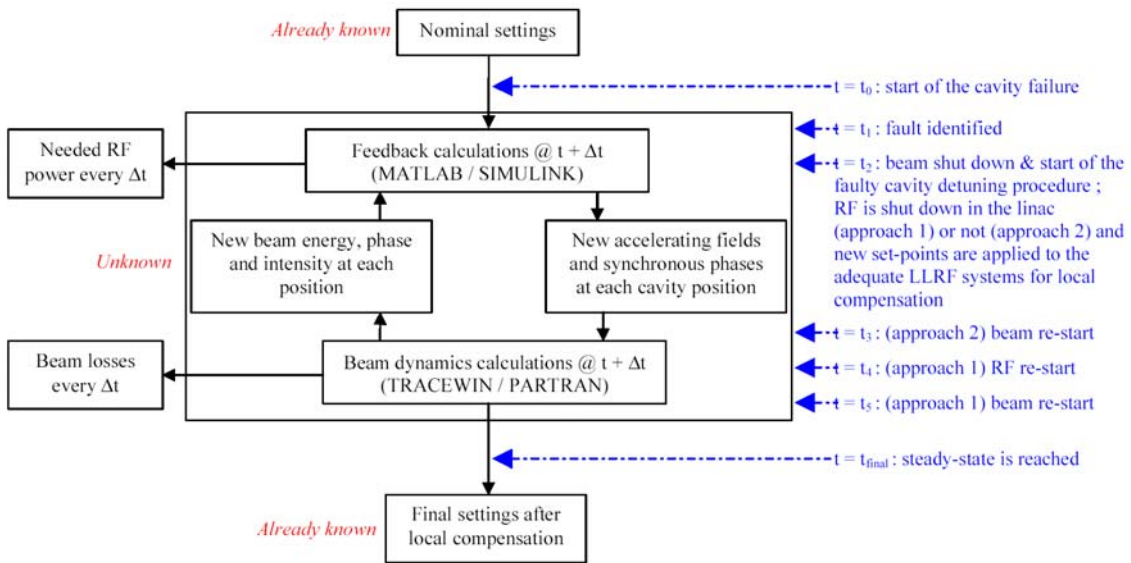 Already known
Nominal settings
t = t0 : start of the cavity failure
t = t1 : fault identified
Needed RF
power every Δt
Feedback calculations @ t + Δt
(MATLAB / SIMULINK)
t = t2 : beam shut down & start of the
faulty cavity detuning procedure ;
RF is shut down in the linac
(approach 1) or not (approach 2) and
new set-points are applied to the
adequate LLRF systems for local
compensation
Unknown
New beam energy, phase
and intensity at each
position
New accelerating fields
and synchronous phases
at each cavity position
t = t3 : (approach 2) beam re-start
Beam losses
every Δt
Beam dynamics calculations @ t + Δt
(TRACEWIN / PARTRAN)
t = t4 : (approach 1) RF re-start
t = t5 : (approach 1) beam re-start
t = tfinal : steady-state is reached
Already known
Final settings after
local compensation